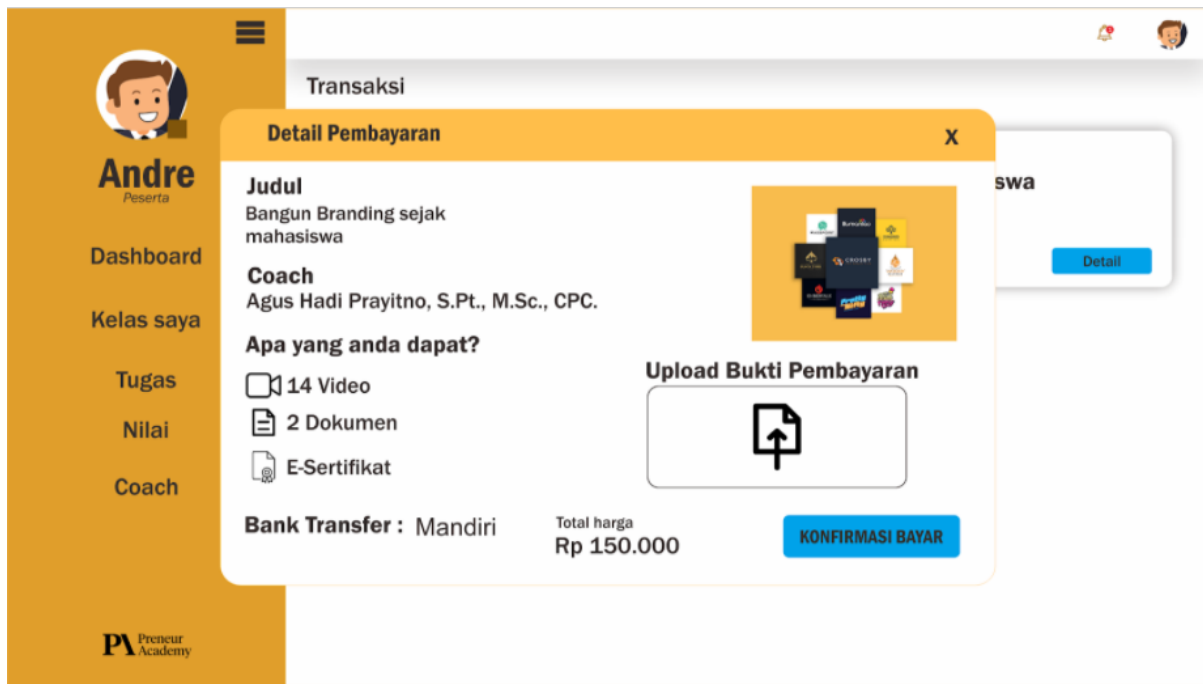 Transaksi
Andre
Peserta
Dashboard
Kelas saya
Tugas
Nilai
Coach
Preneur
Academy
Detail Pembayaran
X
Judul
Bangun Branding sejak
mahasiswa
Coach
Agus Hadi Prayitno, S.Pt., M.Sc., CPC.
Apa yang anda dapat?
14 Video
2 Dokumen
E-Sertifikat
Bank Transfer : Mandiri
Total harga
Rp 150.000
CROSBY
Upload Bukti Pembayaran
KONFIRMASI BAYAR
swa
Detail